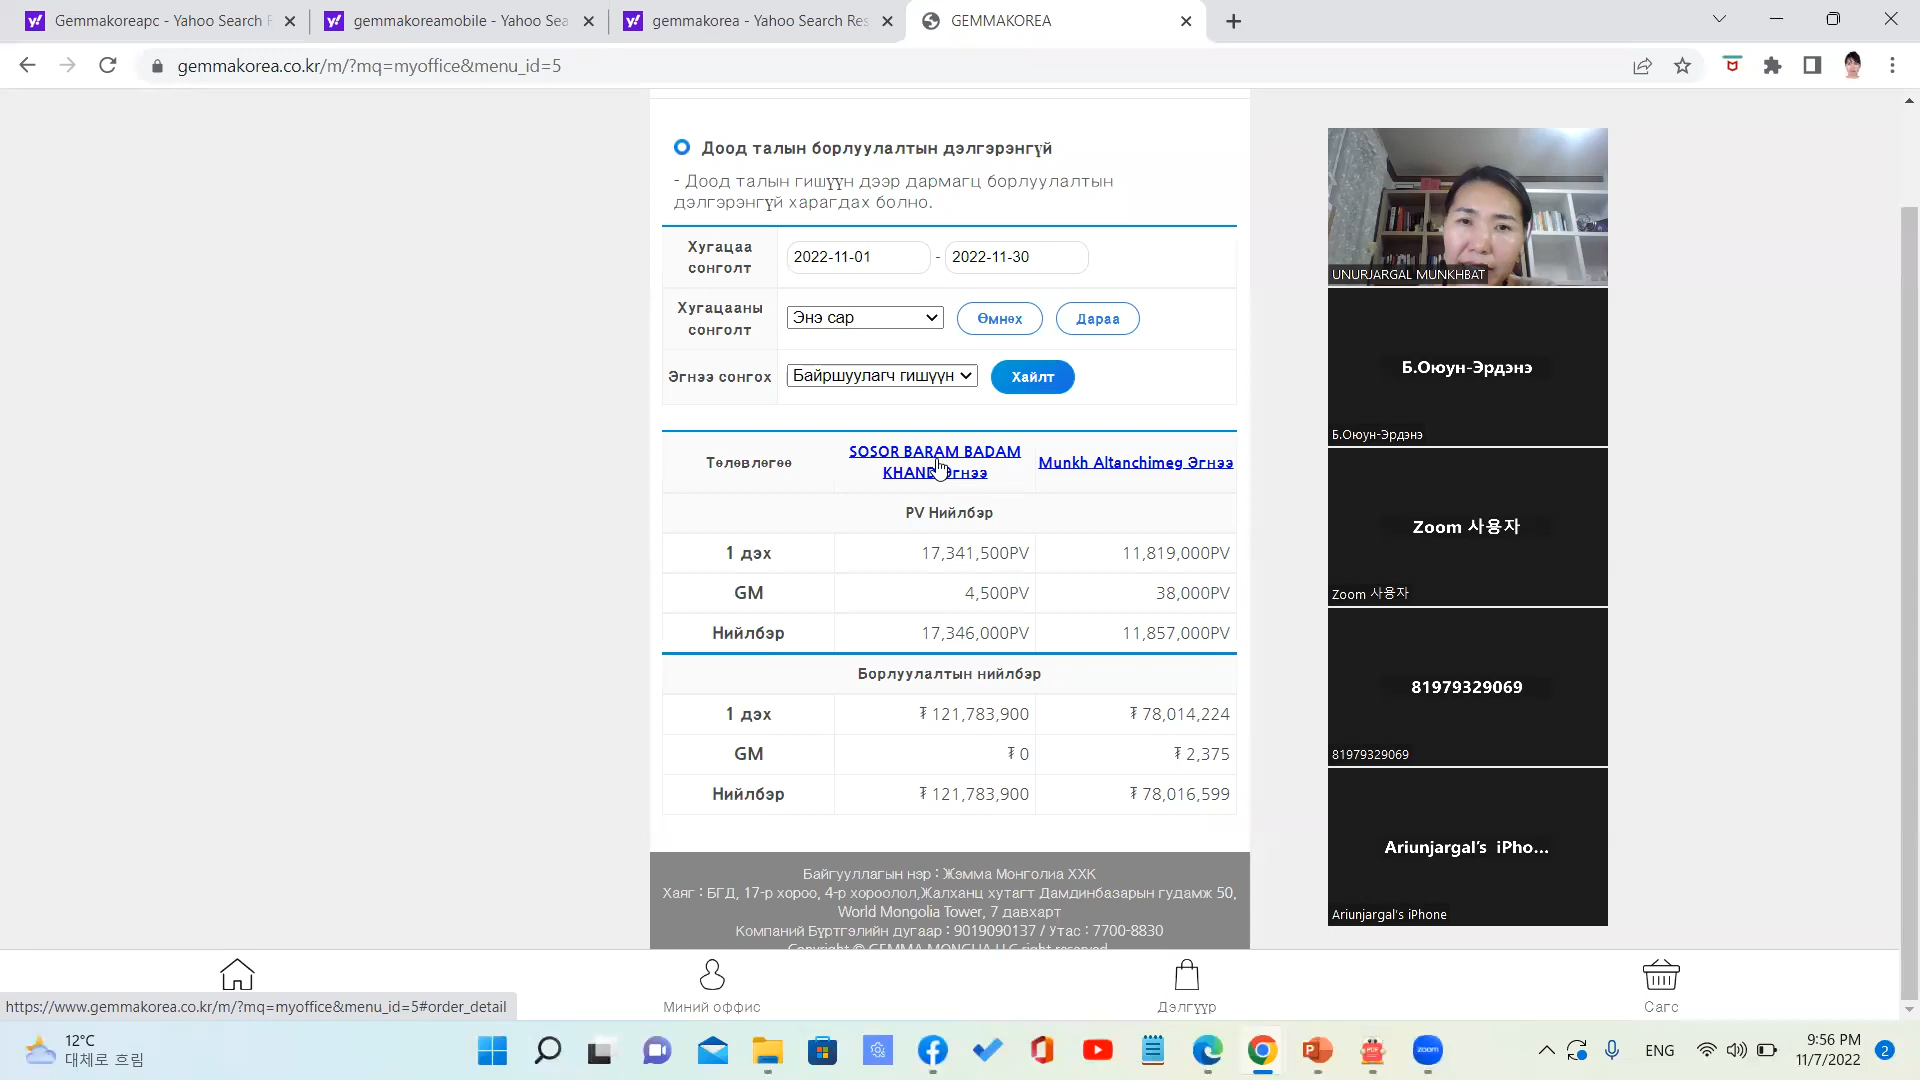 Gemmakoreapc - Yahoo Search
gemmakoreamobile - Yahoo Sea
gemmakorea - Yahoo Search Res
GEMMAKOREA
gemmakorea.co.kr/m/?mq=myoffice&menu_id=5
Доод талын борлуулалтын дэлгэрэнгүй
- Доод талын гишүүн дээр дармагц борлуулалтын
дэлгэрэнгүй харагдах болно.
Хугацаа
сонголт
2022-11-01 - 2022-11-30
Хугацааны
сонголт
Энэ сар Өмнөх Дараа
Эгнээ сонгох Байршуулагч гишүүн Хайлт
Төлөвлөгөө
SOSOR BARAM BADAM
KHAND Эгнээ
Munkh Altanchimeg Эгнээ
PV Нийлбэр
1 дэх 17,341,500PV 11,819,000PV
GM 4,500PV 38,000PV
Нийлбэр 17,346,000PV 11,857,000PV
Борлуулалтын нийлбэр
1 дэх ₮ 121,783,900 ₮ 78,014,224
GM ₮ 0 ₮ 2,375
Нийлбэр ₮ 121,783,900 ₮ 78,016,599
Байгууллагын нэр : Жэмма Монголиа ХХК
Хаяг : БГД, 17-р хороо, 4-р хороолол,Жалханц хутагт Дамдинбазарын гудамж 50,
World Mongolia Tower, 7 давхарт
Компаний Бүртгэлийн дугаар : 9019090137 / Утас : 7700-8830
Copyright © GEMMA MONGLIA LLC right reserved
UNURJARGAL MUNKHBAT
Б.Оюун-Эрдэнэ
Б.Оюун-Эрдэнэ
Zoom 사용자
Zoom 사용자
81979329069
81979329069
Ariunjargal's iPho...
Ariunjargal's iPhone
https://www.gemmakorea.co.kr/m/?mq=myoffice&menu_id=5#order_detail
Миний оффис
Дэлгүүр
Сагс
12°C
대체로 흐림
zoom
ENG
9:56 PM
11/7/2022
2